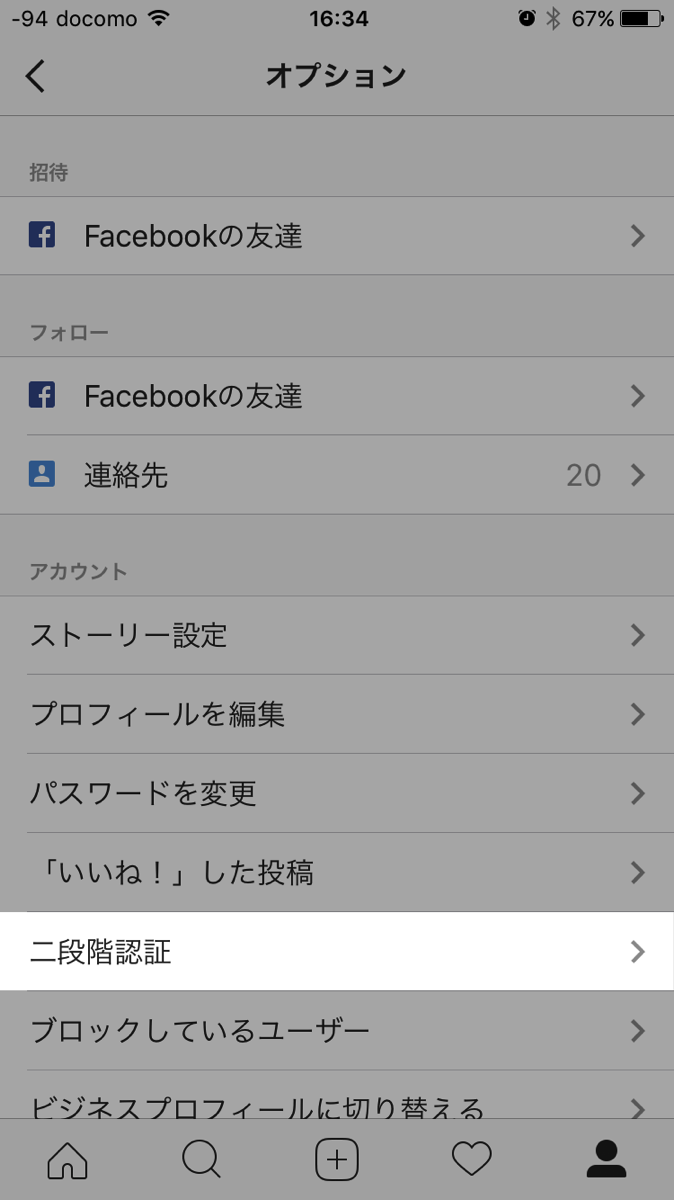 -94 docomo 16:34 67%
オプション
招待
Facebookの友達
フォロー
Facebookの友達
連絡先 20
アカウント
ストーリー設定
プロフィールを編集
パスワードを変更
「いいね！」した投稿
二段階認証
ブロックしているユーザー
ビジネスプロフィールに切り替える